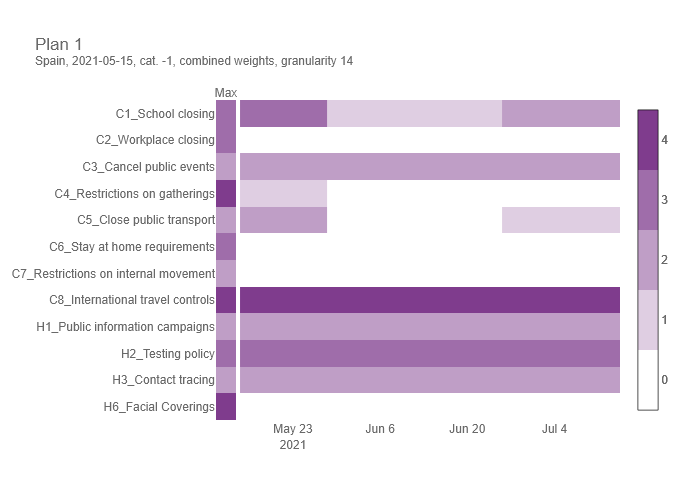 Plan 1
Spain, 2021-05-15, cat. -1, combined weights, granularity 14
Max
C1_School closing
C2_Workplace closing
C3_Cancel public events
C4_Restrictions on gatherings
C5_Close public transport
C6_Stay at home requirements
C7_Restrictions on internal movement
C8_International travel controls
H1_Public information campaigns
H2_Testing policy
H3_Contact tracing
H6_Facial Coverings
May 23
2021
Jun 6
Jun 20
Jul 4
4
3
2
1
0